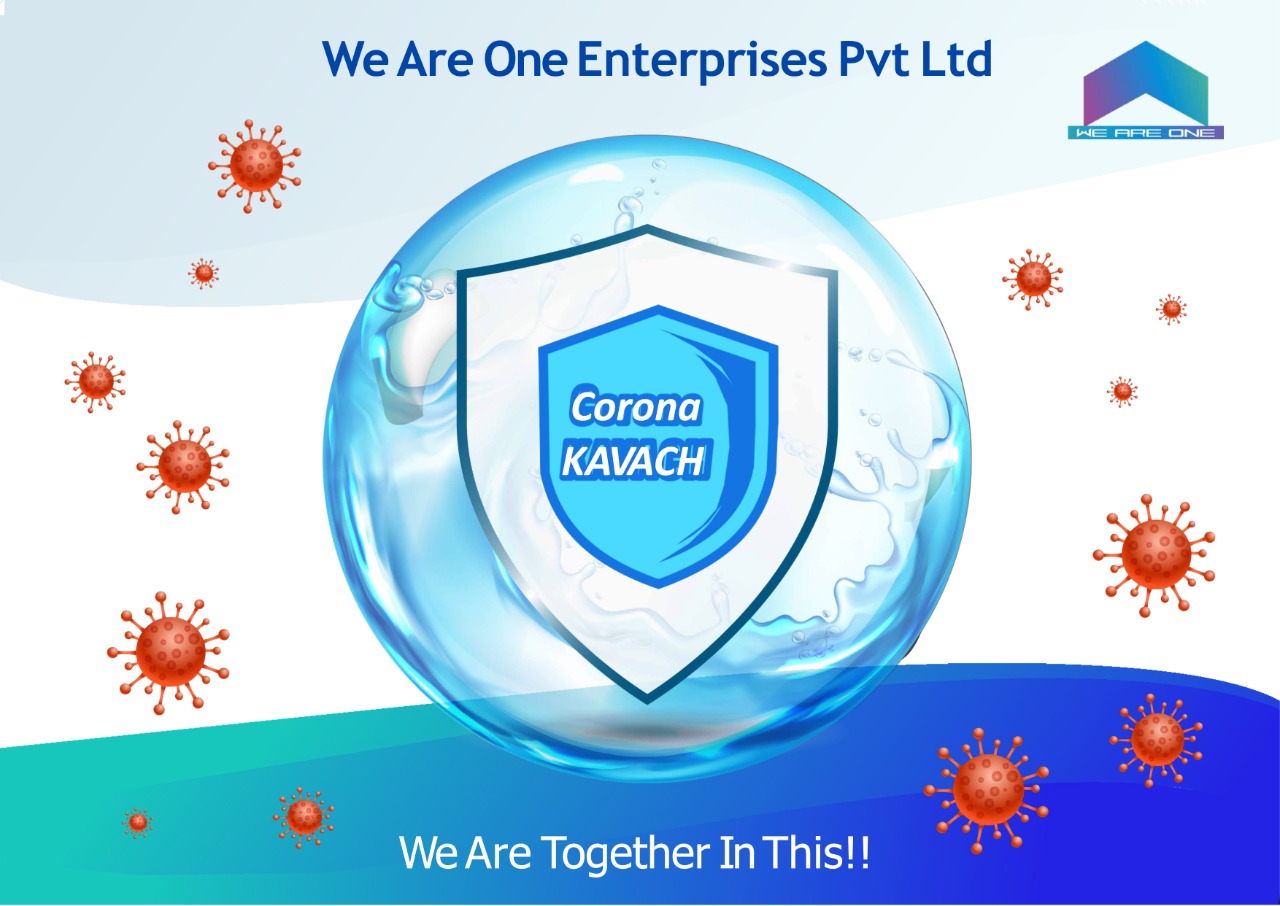 We Are One Enterprises Pvt Ltd
WE ARE ONE
Corona
KAVACH
We Are Together In This!!